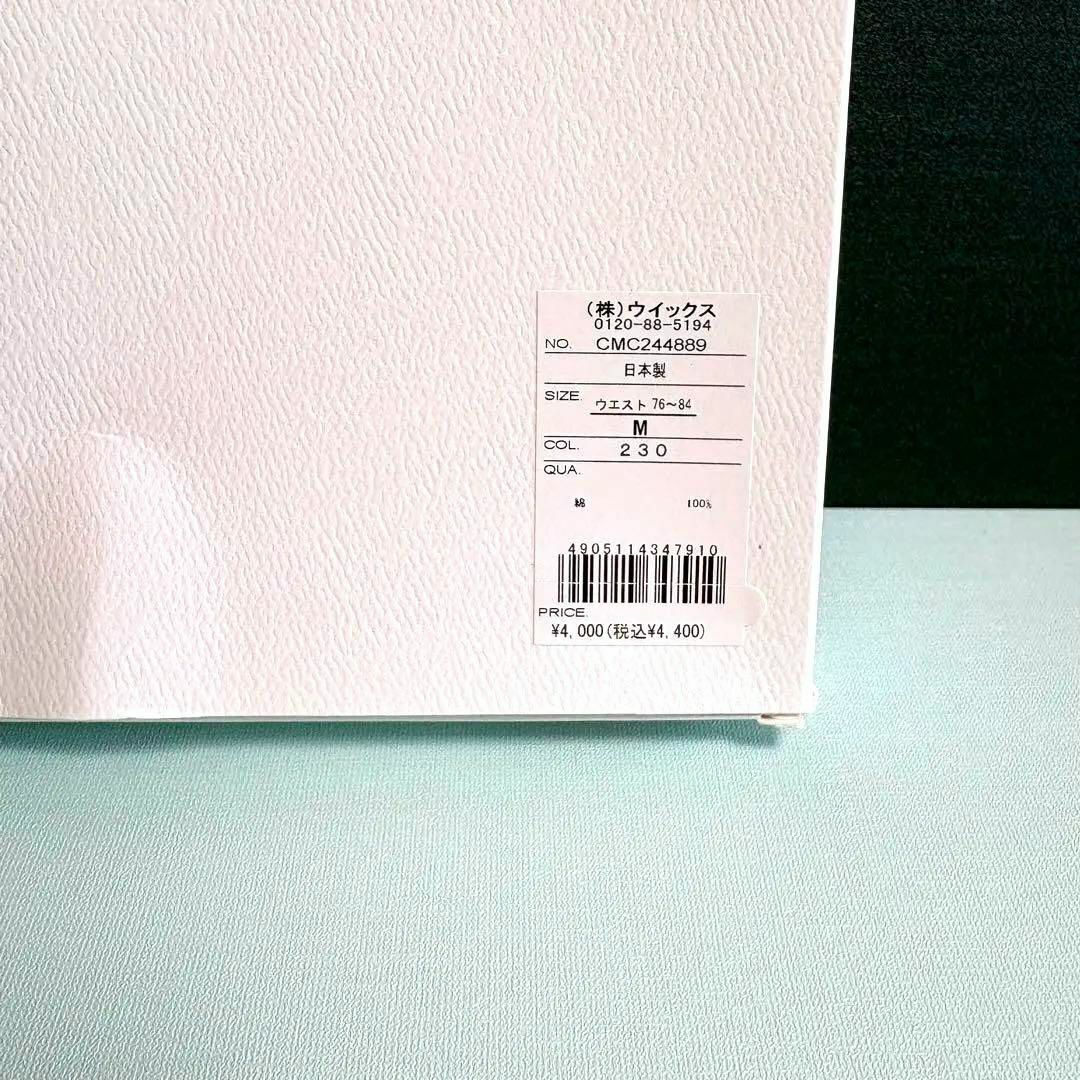 (株)ウイックス
0120-88-5194
NO. CMC244889
日本製
SIZE. ウエスト 76～84
M
COL. 230
QUA.
綿 100%
4905114347910
PRICE.
¥4,000(税込¥4,400)